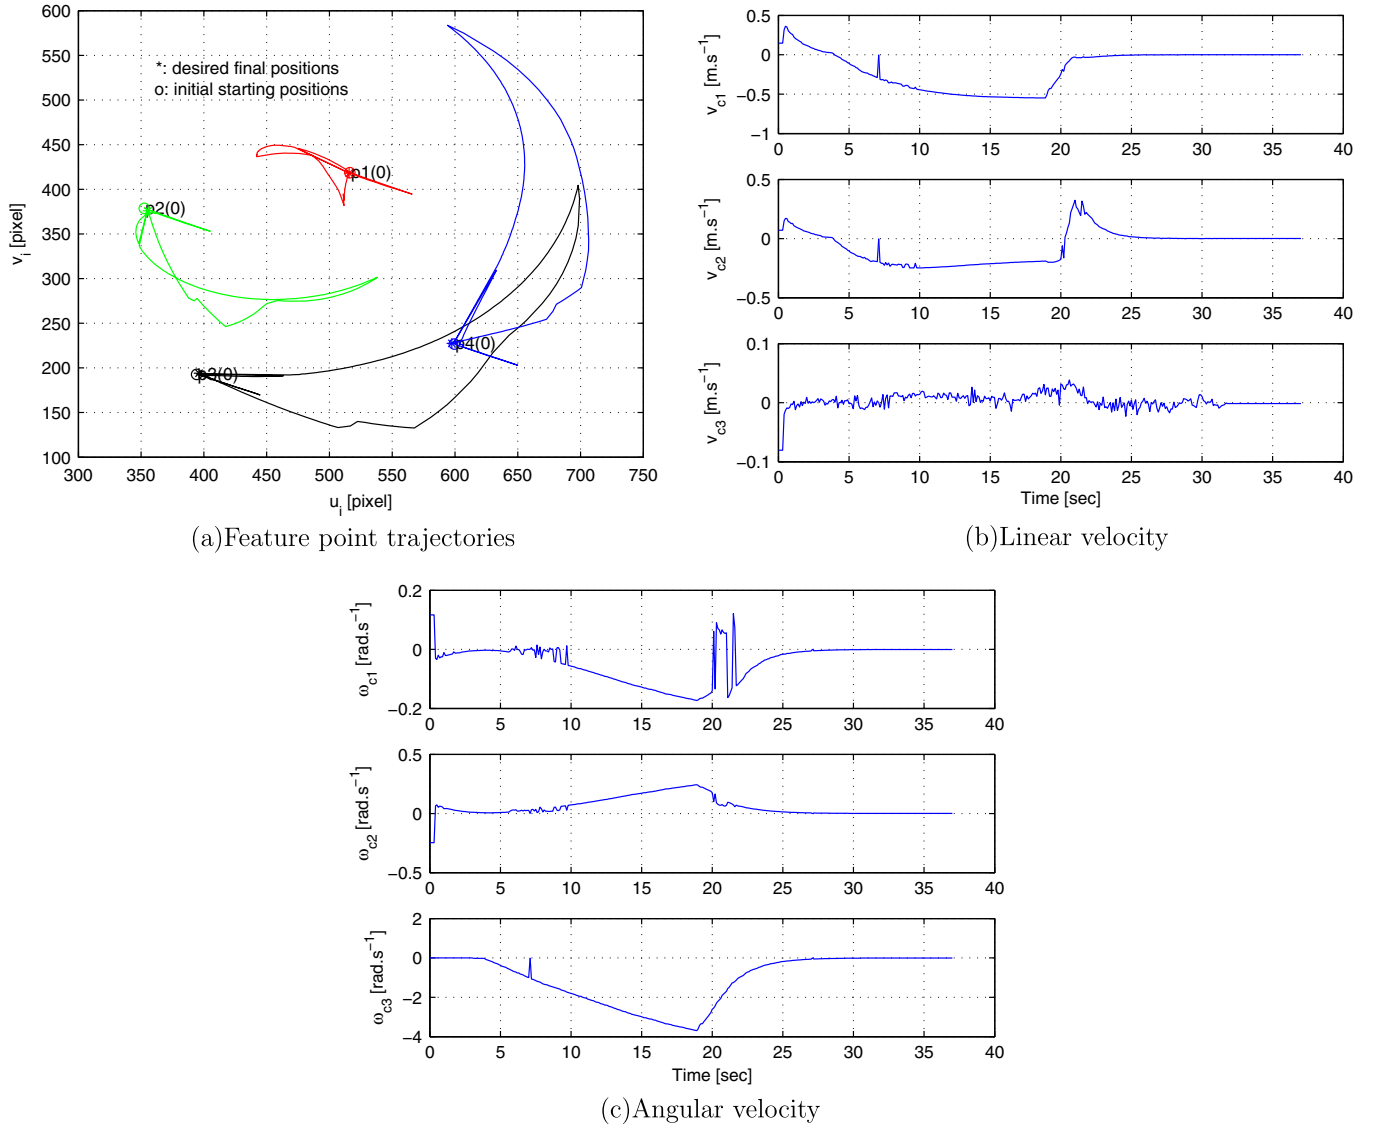 600
550
500
450
400
350
300
250
200
150
100
v_i [pixel]
*: desired final positions
o: initial starting positions
p1(0)
p2(0)
p3(0)
p4(0)
300 350 400 450 500 550 600 650 700 750
u_i [pixel]
(a)Feature point trajectories
0.5
0
−0.5
−1
v_c1 [m.s^−1]
0 5 10 15 20 25 30 35 40
0.5
0
−0.5
v_c2 [m.s^−1]
0 5 10 15 20 25 30 35 40
0.1
0
−0.1
v_c3 [m.s^−1]
0 5 10 15 20 25 30 35 40
Time [sec]
(b)Linear velocity
0.2
0
−0.2
ω_c1 [rad.s^−1]
0 5 10 15 20 25 30 35 40
0.5
0
−0.5
ω_c2 [rad.s^−1]
0 5 10 15 20 25 30 35 40
2
0
−2
−4
ω_c3 [rad.s^−1]
0 5 10 15 20 25 30 35 40
Time [sec]
(c)Angular velocity